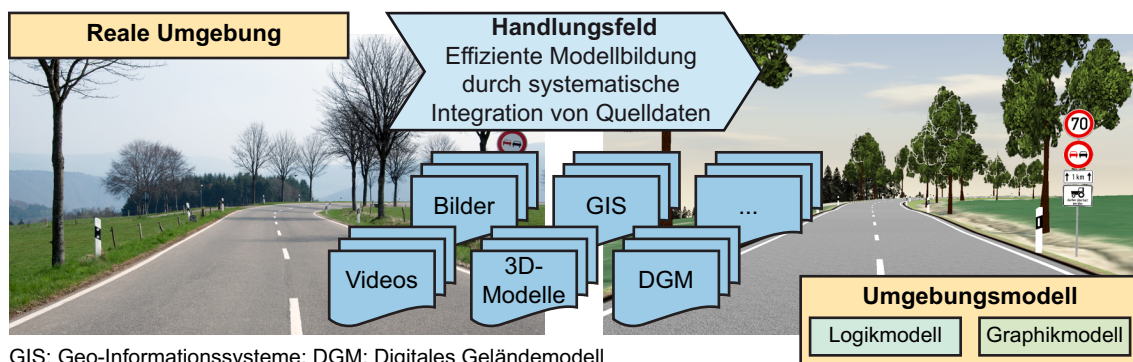 Reale Umgebung
Handlungsfeld
Effiziente Modellbildung
durch systematische
Integration von Quelldaten
Bilder
GIS
...
Videos
3D-
Modelle
DGM
70
1 km
Umgebungsmodell
Logikmodell
Graphikmodell
GIS: Geo-Informationssysteme; DGM: Digitales Geländemodell